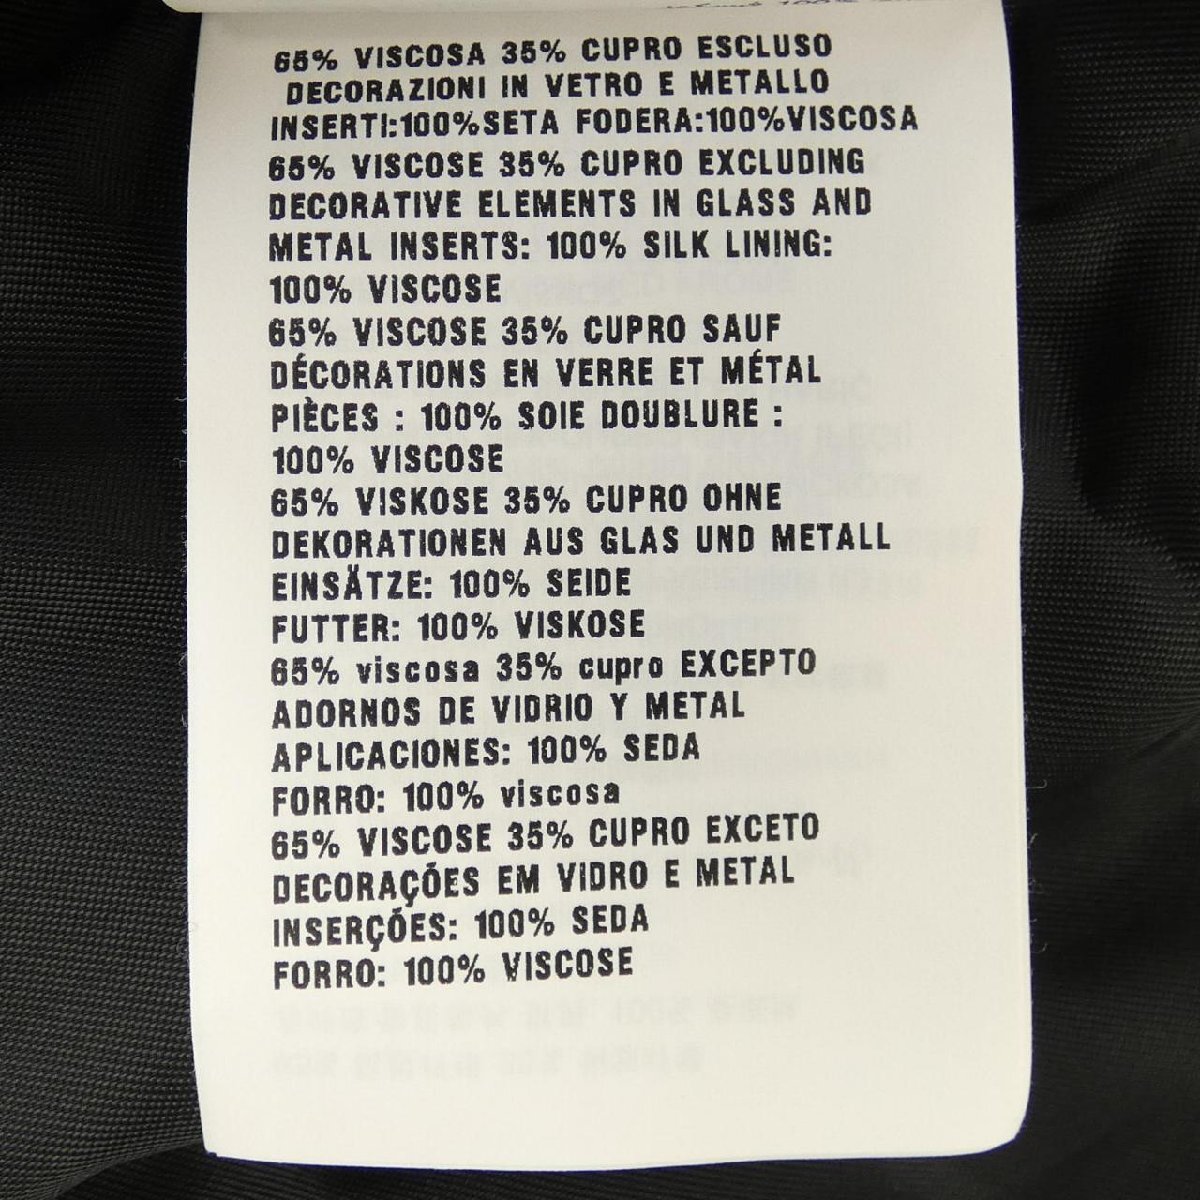 65% VISCOSA 35% CUPRO ESCLUSO
DECORAZIONI IN VETRO E METALLO
INSERTI:100%SETA FODERA:100%VISCOSA
65% VISCOSE 35% CUPRO EXCLUDING
DECORATIVE ELEMENTS IN GLASS AND
METAL INSERTS: 100% SILK LINING:
100% VISCOSE
65% VISCOSE 35% CUPRO SAUF
DÉCORATIONS EN VERRE ET MÉTAL
PIÈCES : 100% SOIE DOUBLURE :
100% VISCOSE
65% VISKOSE 35% CUPRO OHNE
DEKORATIONEN AUS GLAS UND METALL
EINSÄTZE: 100% SEIDE
FUTTER: 100% VISKOSE
65% viscosa 35% cupro EXCEPTO
ADORNOS DE VIDRIO Y METAL
APLICACIONES: 100% SEDA
FORRO: 100% viscosa
65% VISCOSE 35% CUPRO EXCETO
DECORAÇÕES EM VIDRO E METAL
INSERÇÕES: 100% SEDA
FORRO: 100% VISCOSE